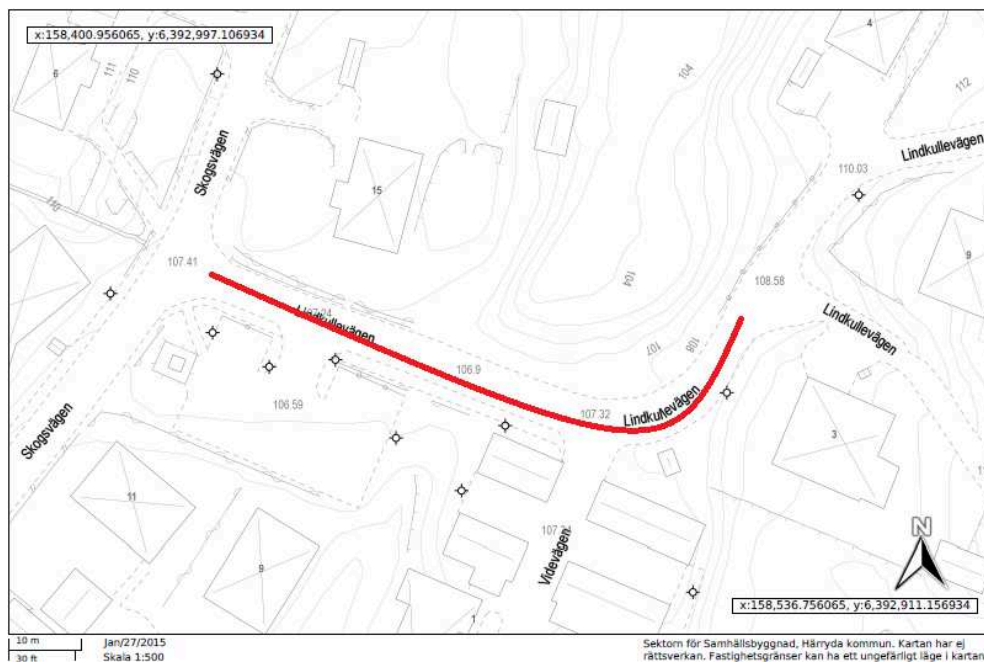 x:158,400.956065, y:6,392,997.106934
4
6
111
110
104
112
Skogsvägen
Lindkullevägen
110.03
15
110
9
107.41
104
108.58
Lindkullevägen
Lindkullevägen
107
108
106.9
106.59
107.32
Lindkullevägen
Skogsvägen
3
11
Videvägen
N
9
1
x:158,536.756065, y:6,392,911.156934
10 m
30 ft
Jan/27/2015
Skala 1:500
Sektorn för Samhällsbyggnad, Härryda kommun. Kartan har ej
rättsverkan. Fastighetsgränser kan ha ett ungefärligt läge i kartan